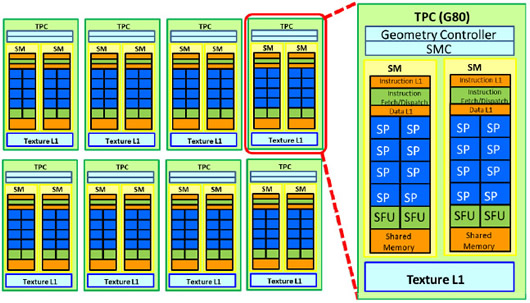 TPC
SM SM
Texture L1
TPC
SM SM
Texture L1
TPC
SM SM
Texture L1
TPC
SM SM
Texture L1
TPC
SM SM
Texture L1
TPC
SM SM
Texture L1
TPC
SM SM
Texture L1
TPC
SM SM
Texture L1
TPC (G80)
Geometry Controller
SMC
SM
Instruction L1
Instruction
Fetch/Dispatch
Data L1
SP SP
SP SP
SP SP
SP SP
SFU SFU
Shared
Memory
SM
Instruction L1
Instruction
Fetch/Dispatch
Data L1
SP SP
SP SP
SP SP
SP SP
SFU SFU
Shared
Memory
Texture L1